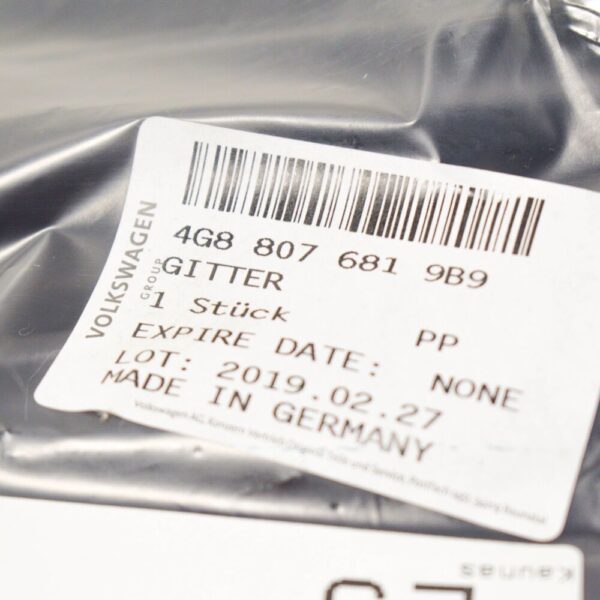 4G8 807 681 9B9
GITTER
1 Stück
PP
EXPIRE DATE: NONE
LOT: 2019.02.27
MADE IN GERMANY
VOLKSWAGEN
GROUP
Kaunas